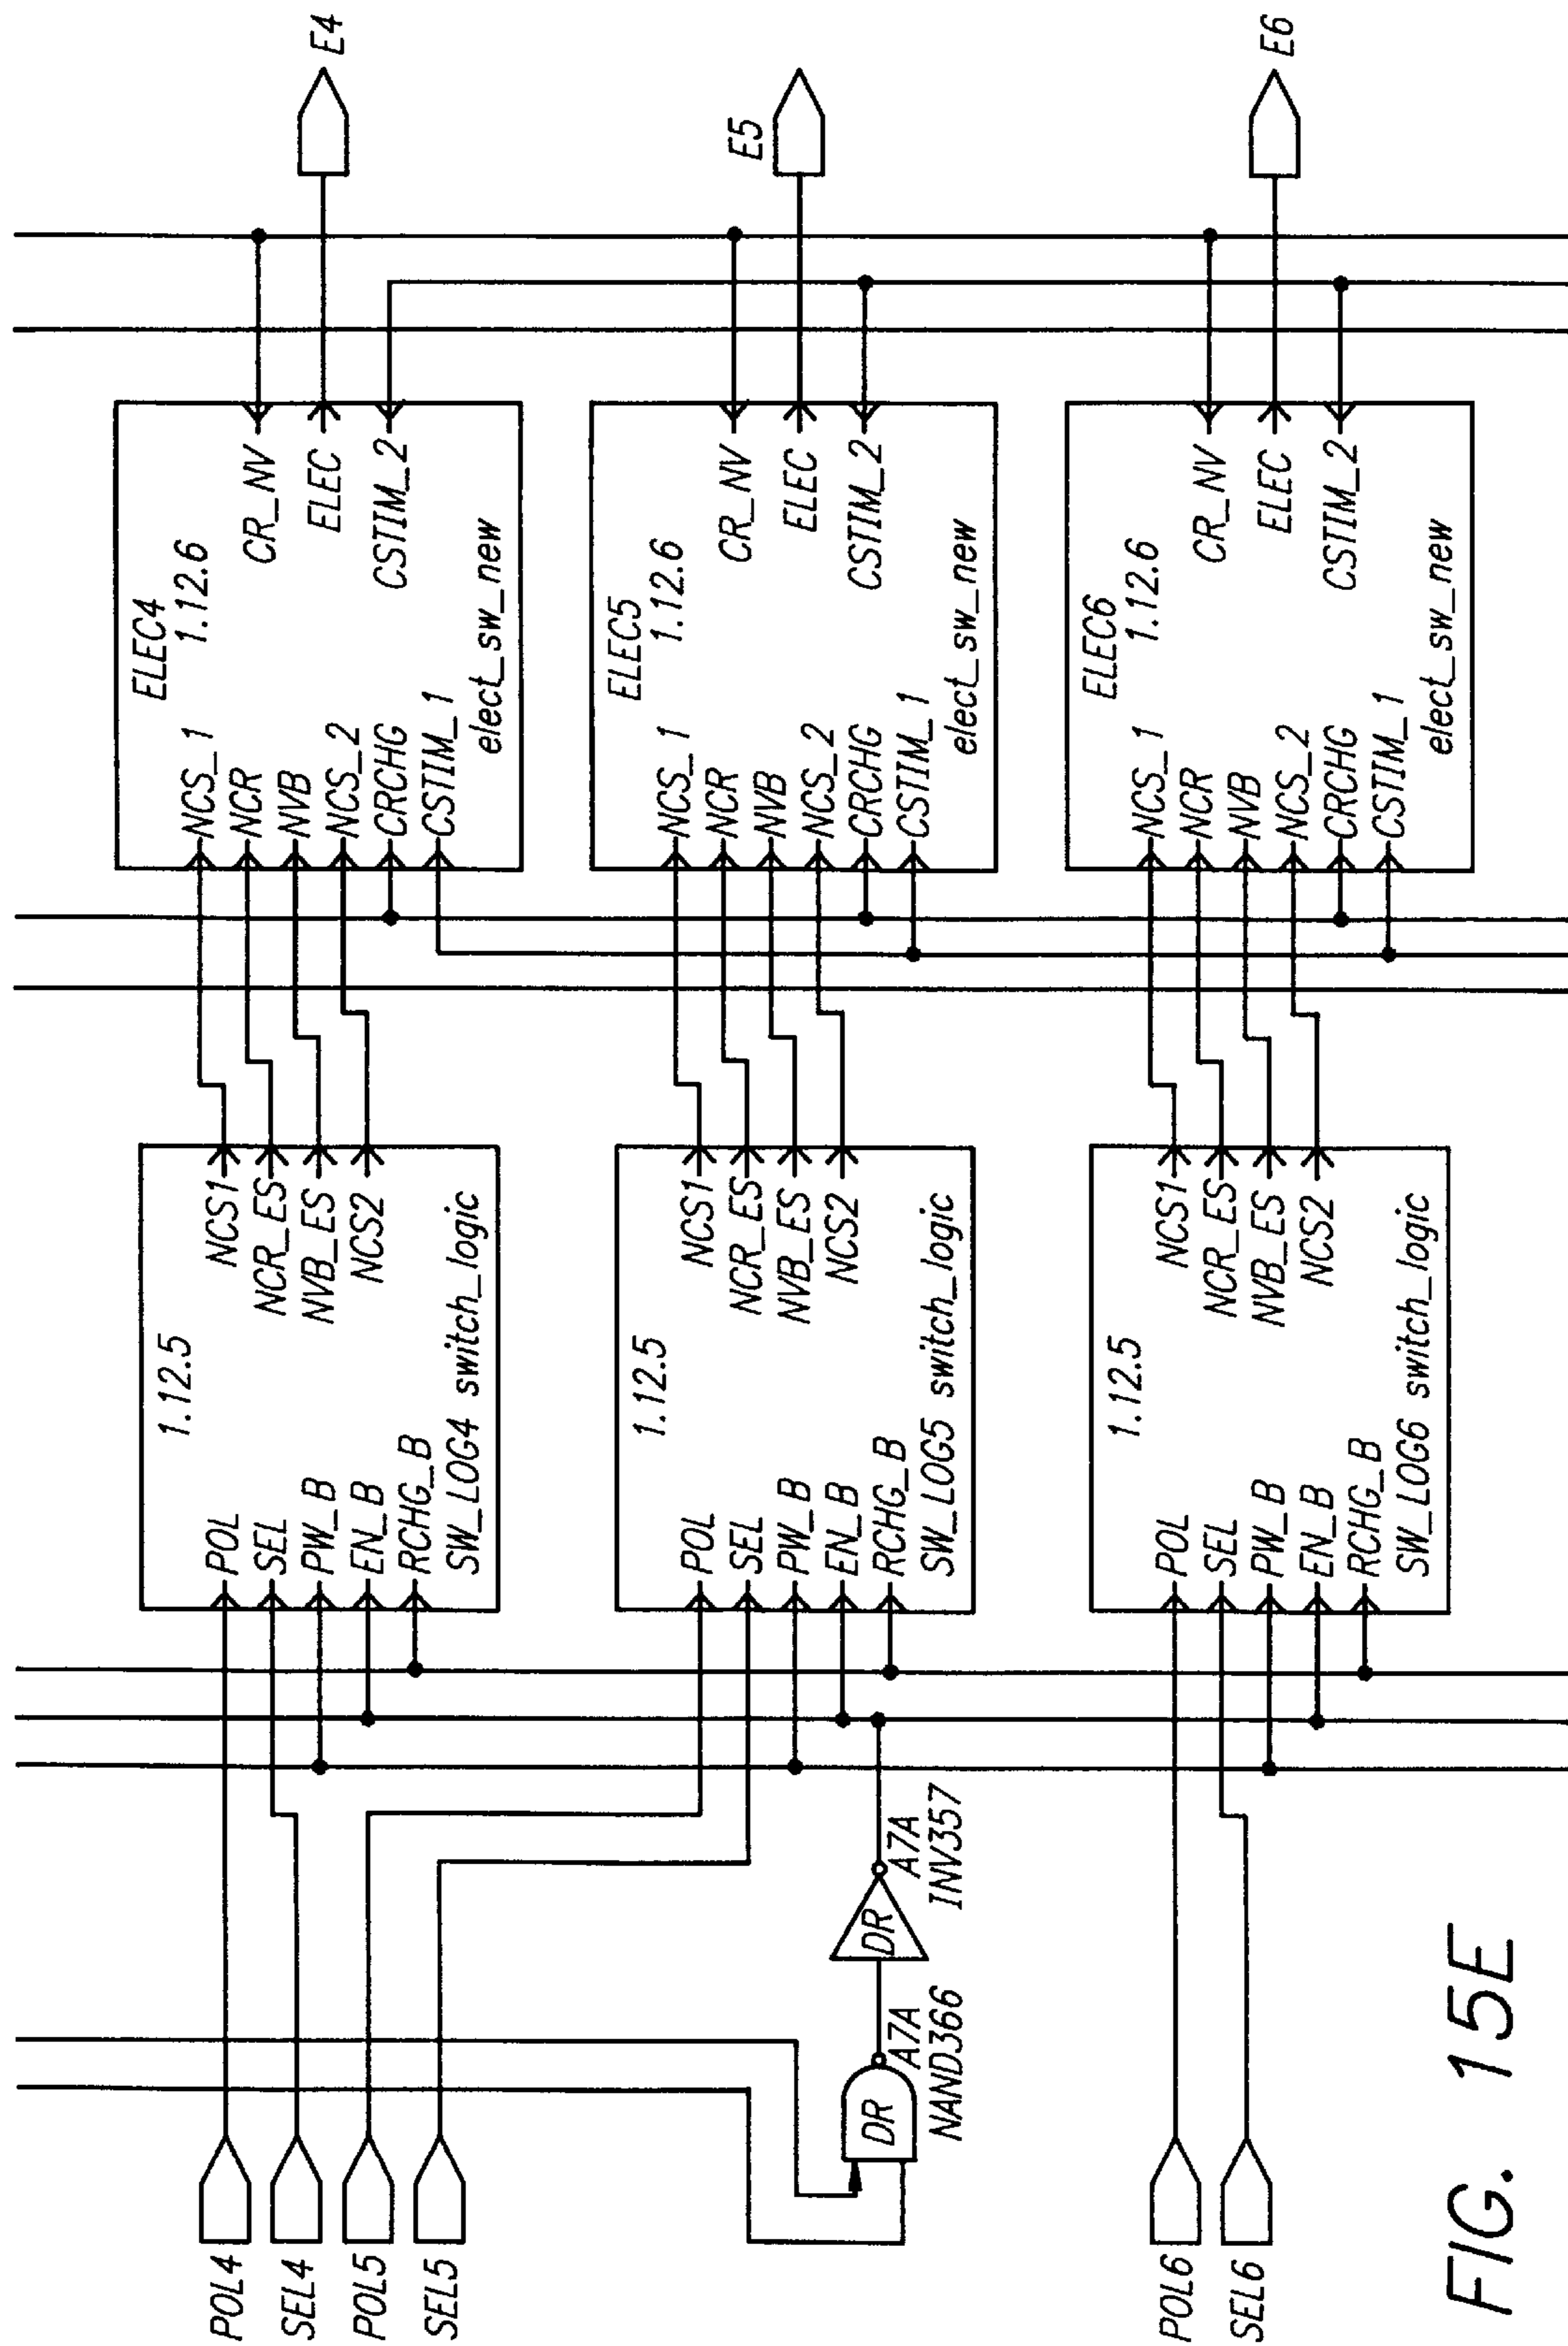 POL4
SEL4
POL5
SEL5
1.12.5
POL
SEL
PW_B
EN_B
RCHG_B
NCS1
NCR_ES
NVB_ES
NCS2
SW_LOG4 switch_logic
ELEC4
1.12.6
NCS_1
NCR
NVB
NCS_2
CRCHG
CSTIM_1
CR_NV
ELEC
CSTIM_2
elect_sw_new
E4
1.12.5
POL
SEL
PW_B
EN_B
RCHG_B
NCS1
NCR_ES
NVB_ES
NCS2
SW_LOG5 switch_logic
ELEC5
1.12.6
NCS_1
NCR
NVB
NCS_2
CRCHG
CSTIM_1
CR_NV
ELEC
CSTIM_2
elect_sw_new
E5
DR
A7A
NAND366
DR
A7A
INV357
POL6
SEL6
1.12.5
POL
SEL
PW_B
EN_B
RCHG_B
NCS1
NCR_ES
NVB_ES
NCS2
SW_LOG6 switch_logic
ELEC6
1.12.6
NCS_1
NCR
NVB
NCS_2
CRCHG
CSTIM_1
CR_NV
ELEC
CSTIM_2
elect_sw_new
E6
FIG. 15E